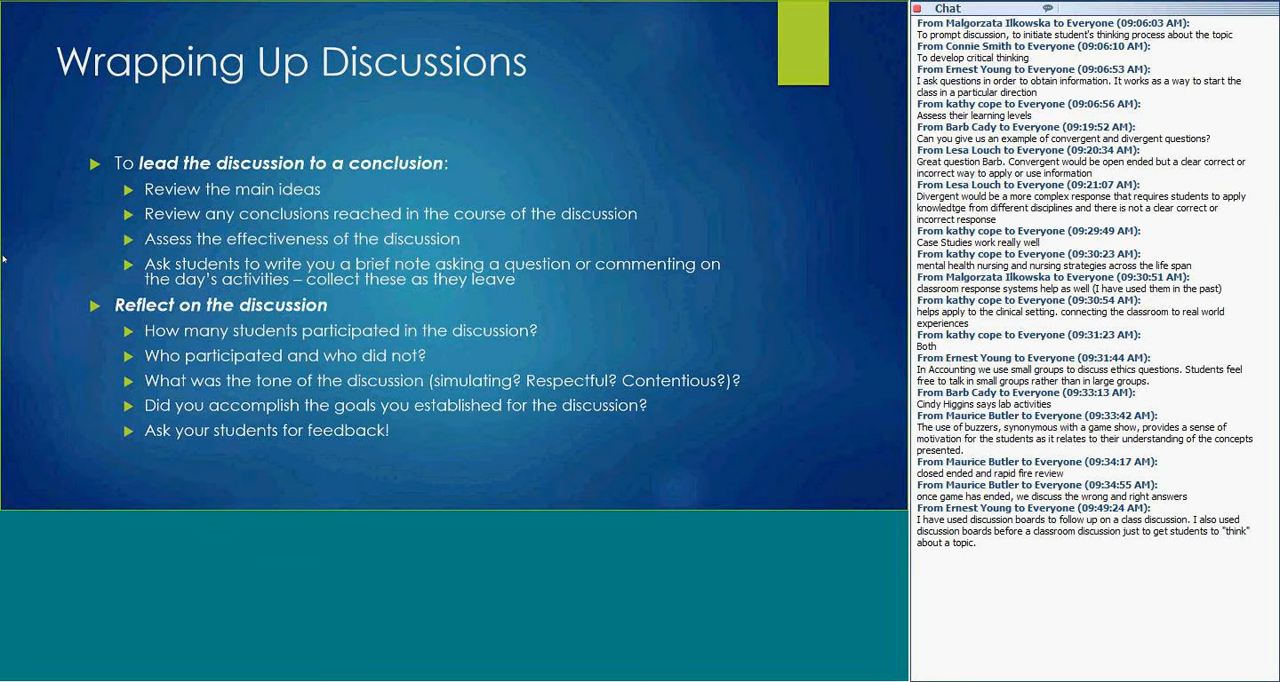 Wrapping Up Discussions
To lead the discussion to a conclusion:
Review the main ideas
Review any conclusions reached in the course of the discussion
Assess the effectiveness of the discussion
Ask students to write you a brief note asking a question or commenting on
the day's activities – collect these as they leave
Reflect on the discussion
How many students participated in the discussion?
Who participated and who did not?
What was the tone of the discussion (simulating? Respectful? Contentious?)?
Did you accomplish the goals you established for the discussion?
Ask your students for feedback!
Chat
From Malgorzata Ilkowska to Everyone (09:06:03 AM):
To prompt discussion, to initiate student's thinking process about the topic
From Connie Smith to Everyone (09:06:10 AM):
To develop critical thinking
From Ernest Young to Everyone (09:06:53 AM):
I ask questions in order to obtain information. It works as a way to start the
class in a particular direction
From kathy cope to Everyone (09:06:56 AM):
Assess their learning levels
From Barb Cady to Everyone (09:19:52 AM):
Can you give us an example of convergent and divergent questions?
From Lesa Louch to Everyone (09:20:34 AM):
Great question Barb. Convergent would be open ended but a clear correct or
incorrect way to apply or use information
From Lesa Louch to Everyone (09:21:07 AM):
Divergent would be a more complex response that requires students to apply
knowledtge from different disciplines and there is not a clear correct or
incorrect response
From kathy cope to Everyone (09:29:49 AM):
Case Studies work really well
From kathy cope to Everyone (09:30:23 AM):
mental health nursing and nursing strategies across the life span
From Malgorzata Ilkowska to Everyone (09:30:51 AM):
classroom response systems help as well (I have used them in the past)
From kathy cope to Everyone (09:30:54 AM):
helps apply to the clinical setting. connecting the classroom to real world
experiences
From kathy cope to Everyone (09:31:23 AM):
Both
From Ernest Young to Everyone (09:31:44 AM):
In Accounting we use small groups to discuss ethics questions. Students feel
free to talk in small groups rather than in large groups.
From Barb Cady to Everyone (09:33:13 AM):
Cindy Higgins says lab activities
From Maurice Butler to Everyone (09:33:42 AM):
The use of buzzers, synonymous with a game show, provides a sense of
motivation for the students as it relates to their understanding of the concepts
presented.
From Maurice Butler to Everyone (09:34:17 AM):
closed ended and rapid fire review
From Maurice Butler to Everyone (09:34:55 AM):
once game has ended, we discuss the wrong and right answers
From Ernest Young to Everyone (09:49:24 AM):
I have used discussion boards to follow up on a class discussion. I also used
discussion boards before a classroom discussion just to get students to "think"
about a topic.